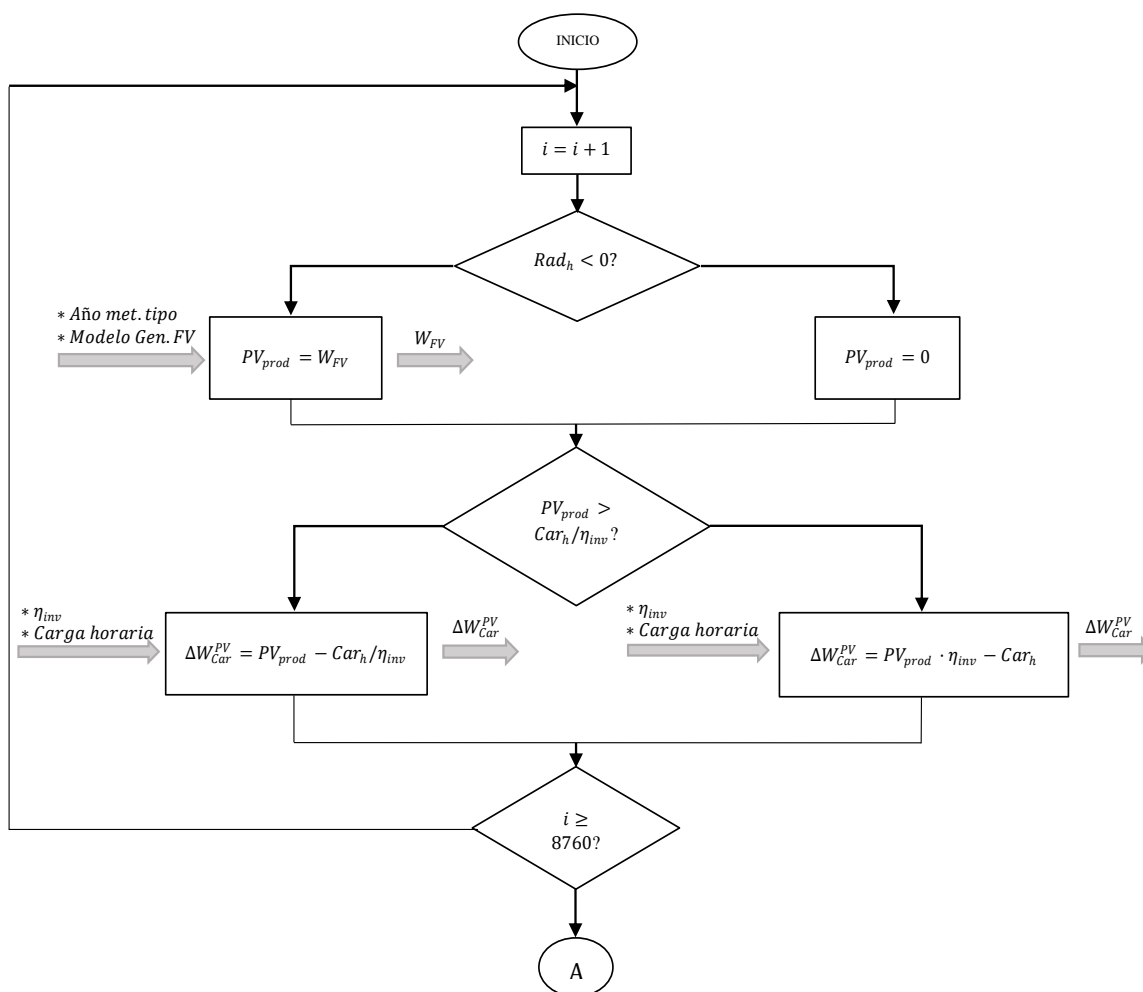 INICIO
i = i + 1
Rad_h < 0?
* Año met. tipo
* Modelo Gen. FV
PV_prod = W_FV
W_FV
PV_prod = 0
PV_prod >
Car_h/η_inv?
* η_inv
* Carga horaria
ΔW_Car^PV = PV_prod − Car_h/η_inv
ΔW_Car^PV
* η_inv
* Carga horaria
ΔW_Car^PV = PV_prod · η_inv − Car_h
ΔW_Car^PV
i ≥
8760?
A